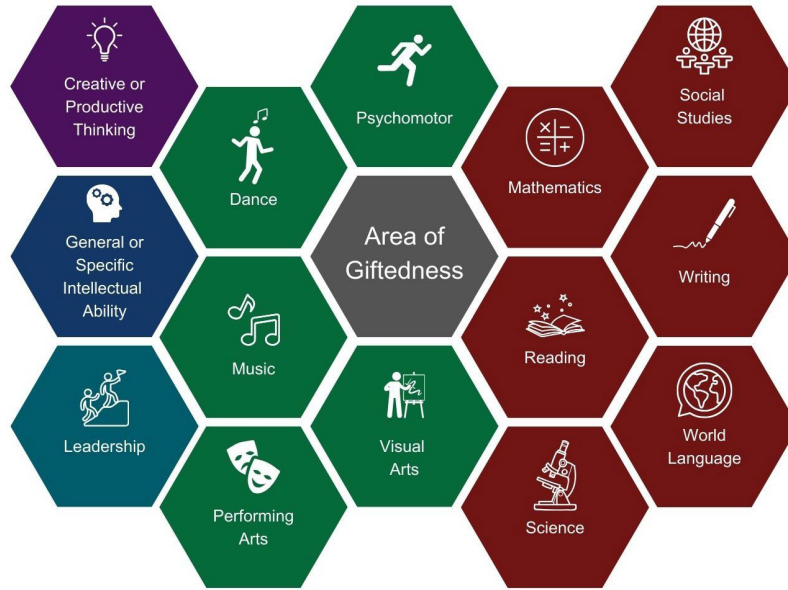 Creative or
Productive
Thinking
Dance
Psychomotor
Mathematics
Social
Studies
General or
Specific
Intellectual
Ability
Area of
Giftedness
Writing
Music
Reading
Leadership
Visual
Arts
World
Language
Performing
Arts
Science